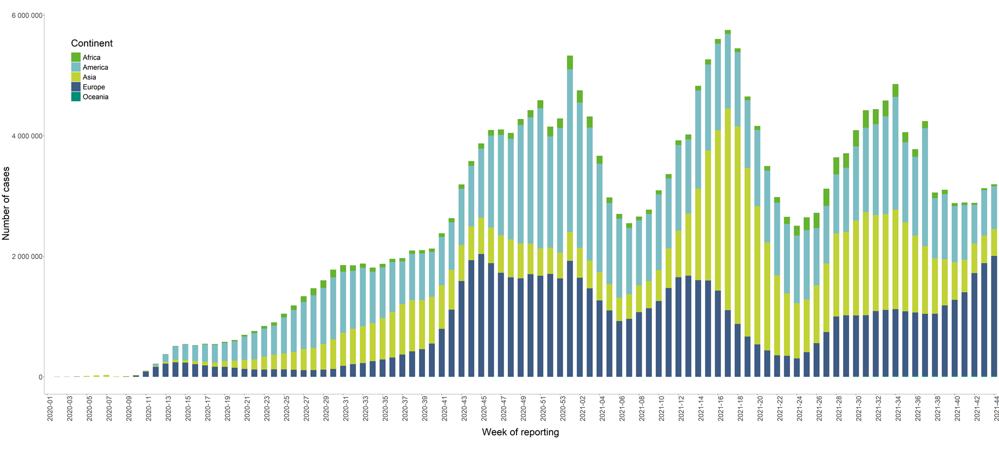 6 000 000
Continent
Africa
America
Asia
Europe
Oceania
4 000 000
2 000 000
0
Number of cases
2020-01 2020-03 2020-05 2020-07 2020-09 2020-11 2020-13 2020-15 2020-17 2020-19 2020-21 2020-23 2020-25 2020-27 2020-29 2020-31 2020-33 2020-35 2020-37 2020-39 2020-41 2020-43 2020-45 2020-47 2020-49 2020-51 2020-53 2021-02 2021-04 2021-06 2021-08 2021-10 2021-12 2021-14 2021-16 2021-18 2021-20 2021-22 2021-24 2021-26 2021-28 2021-30 2021-32 2021-34 2021-36 2021-38 2021-40 2021-42 2021-44
Week of reporting